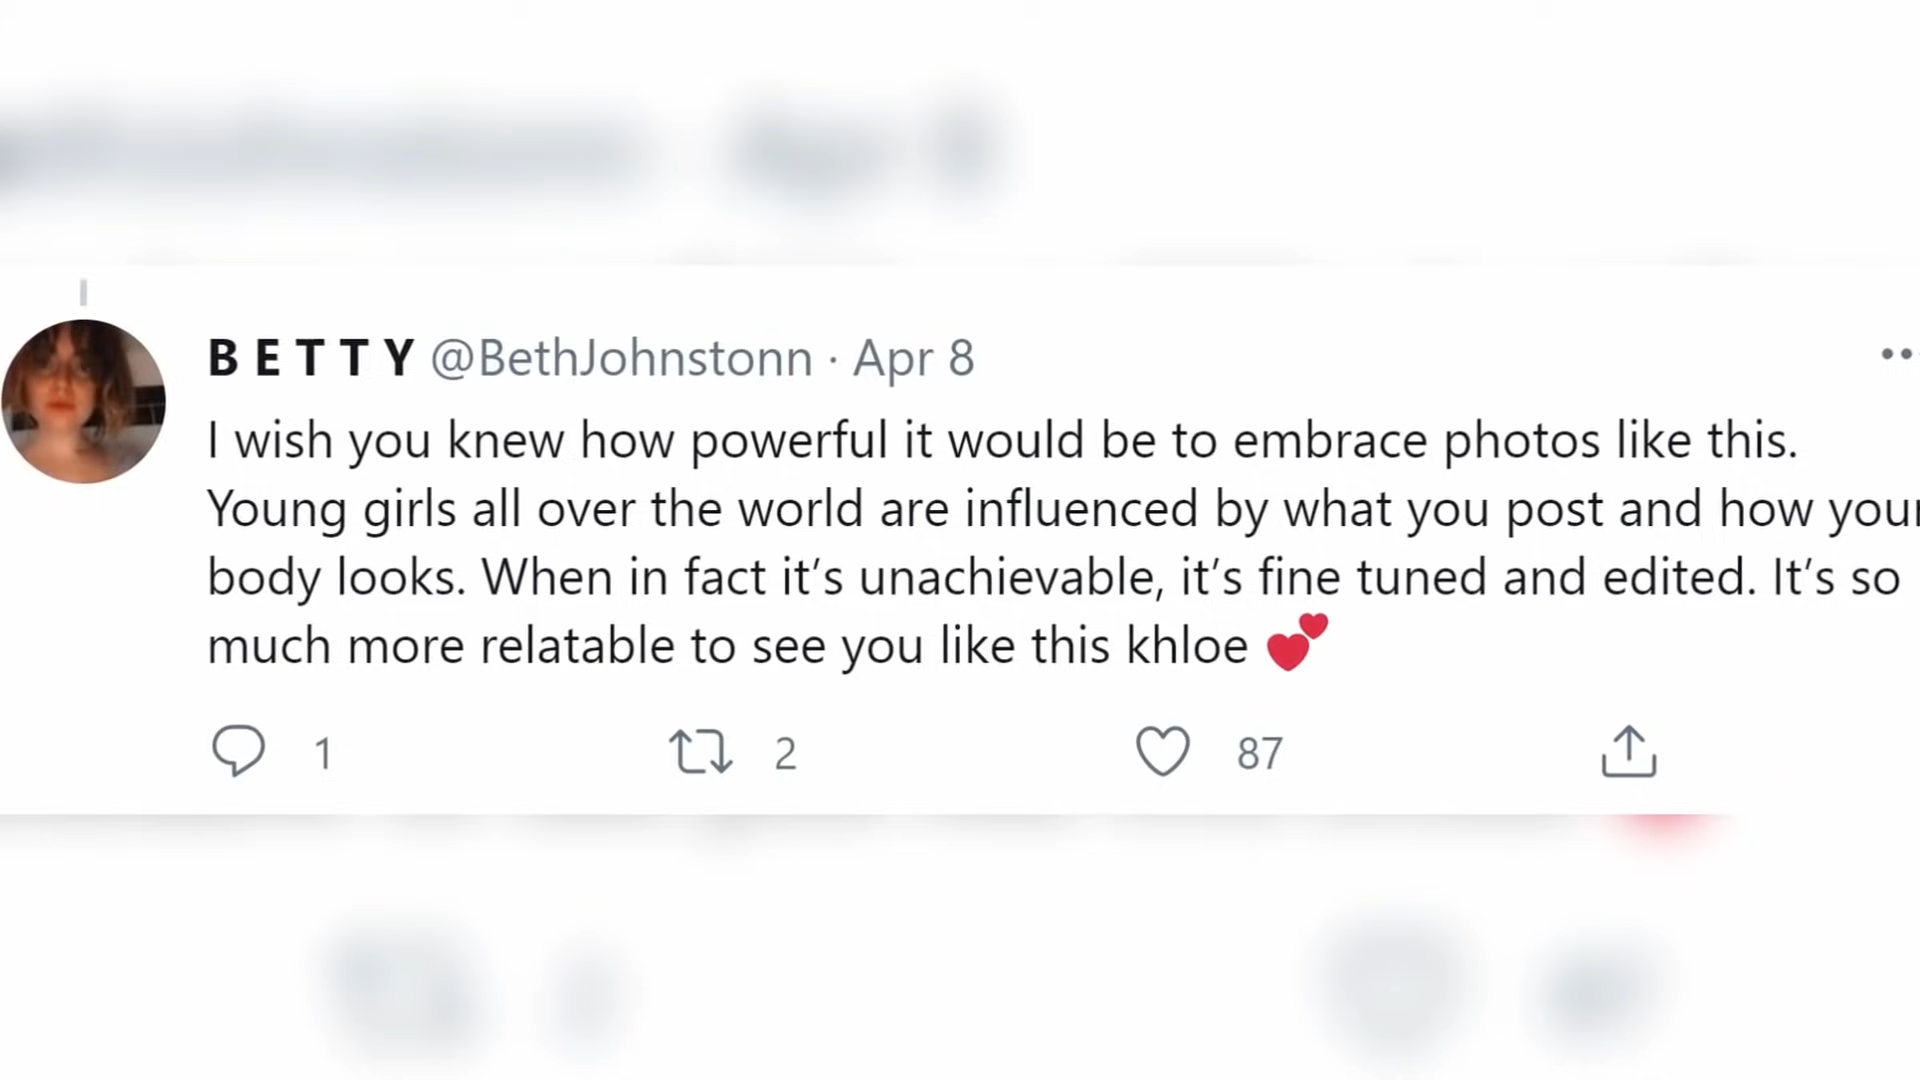 B E T T Y @BethJohnstonn · Apr 8
I wish you knew how powerful it would be to embrace photos like this.
Young girls all over the world are influenced by what you post and how your
body looks. When in fact it’s unachievable, it’s fine tuned and edited. It’s so
much more relatable to see you like this khloe 💕
1 2 87